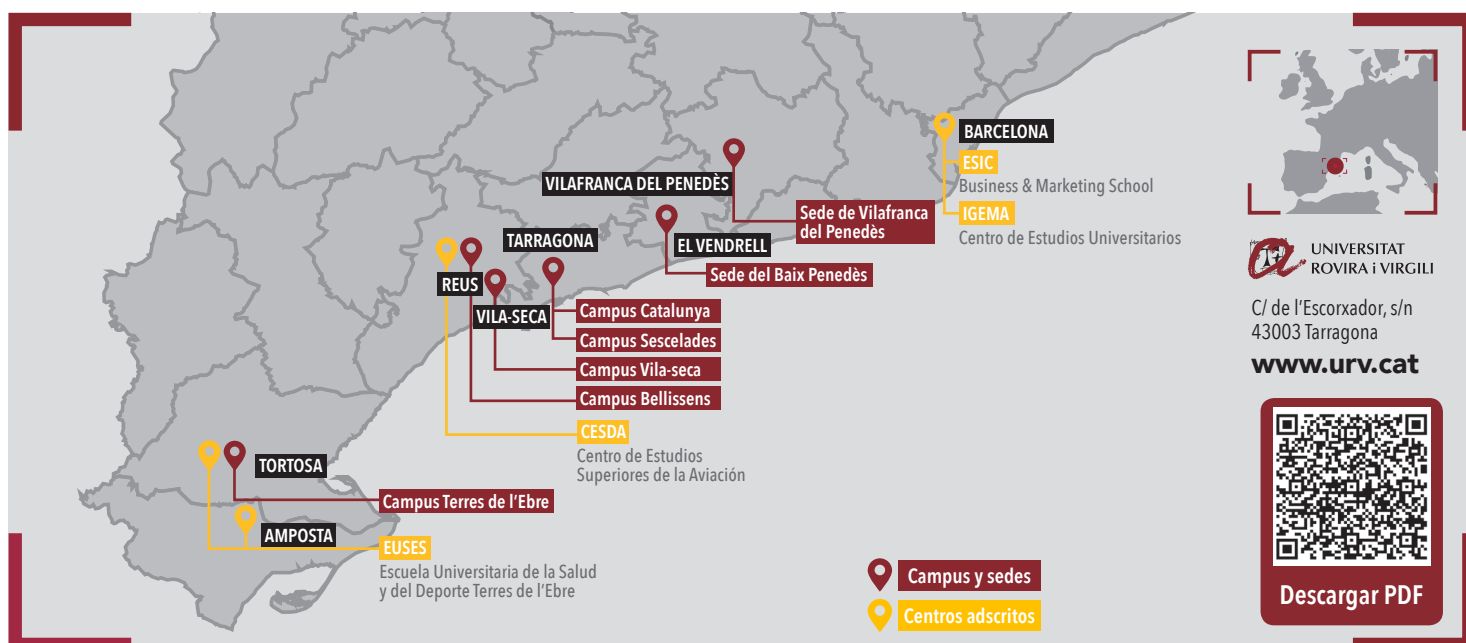 BARCELONA
ESIC
Business & Marketing School
IGEMA
Centro de Estudios Universitarios
VILAFRANCA DEL PENEDÈS
Sede de Vilafranca
del Penedès
EL VENDRELL
Sede del Baix Penedès
TARRAGONA
Campus Catalunya
Campus Sescelades
REUS
VILA-SECA
Campus Vila-seca
Campus Bellissens
CESDA
Centro de Estudios
Superiores de la Aviación
TORTOSA
Campus Terres de l'Ebre
AMPOSTA
EUSES
Escuela Universitaria de la Salud
y del Deporte Terres de l'Ebre
Campus y sedes
Centros adscritos
UNIVERSITAT
ROVIRA i VIRGILI
C/ de l'Escorxador, s/n
43003 Tarragona
www.urv.cat
Descargar PDF